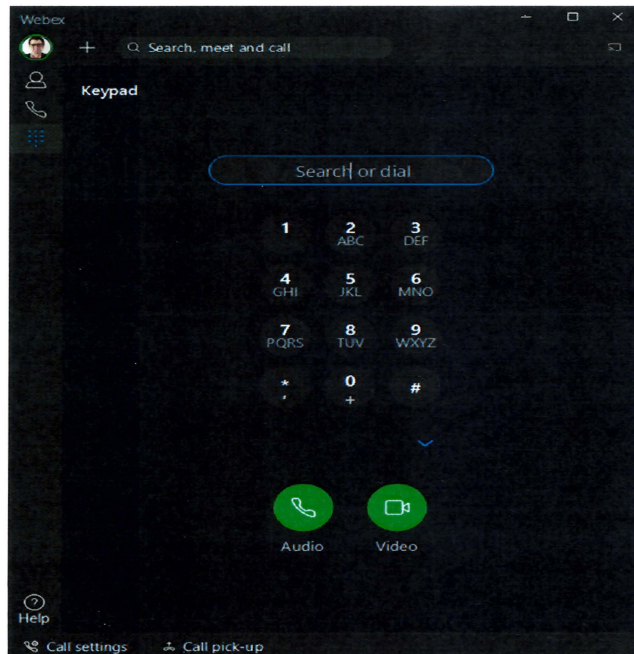 Webex
Search, meet and call
Keypad
Search or dial
1 2 3
ABC DEF
4 5 6
GHI JKL MNO
7 8 9
PQRS TUV WXYZ
* 0 #
, +
Audio Video
?
Help
Call settings Call pick-up